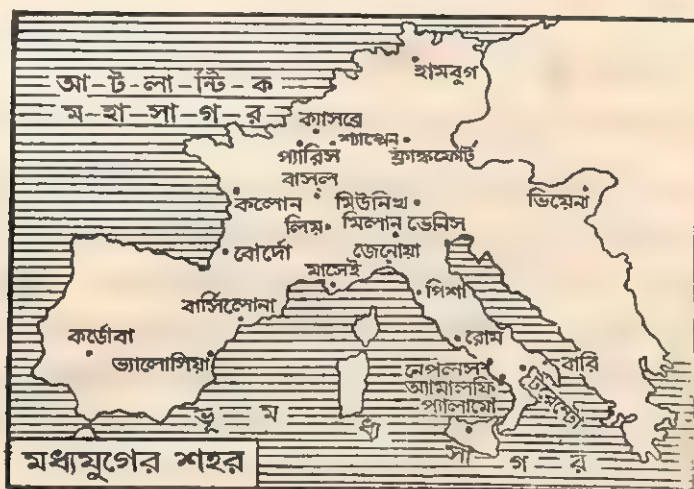 আ-ট-লা-ন্টি-ক
ম-হা-সা-গ-র
হামবুর্গ
ক্যাসরে
প্যারিস
শ্যাম্পেন
ফ্রাঙ্কফোর্ট
বাসল
কলোন
মিউনিখ
ভিয়েনা
লিয়ঁ
মিলান
ভেনিস
বোর্দো
জেনোয়া
মার্সেই
পিশা
বার্সিলোনা
রোম
কর্ডোবা
ভ্যালোসিয়া
নেপলস
বারি
আমালফি
প্যালামো
ভূ-ম
ধ্য
সা
গ-র
মধ্যযুগের শহর